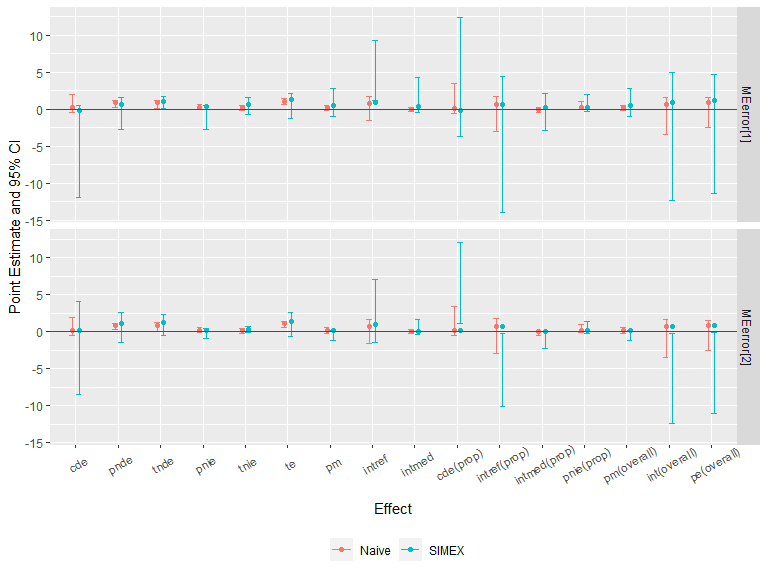 Point Estimate and 95% CI
10
5
0
-5
-10
-15
MEerror[1]
10
5
0
-5
-10
-15
MEerror[2]
cde pnde tnde pnie tnie te pm intref intmed cde(prop) intref(prop) intmed(prop) pnie(prop) pm(overall) int(overall) pe(overall)
Effect
Naive SIMEX